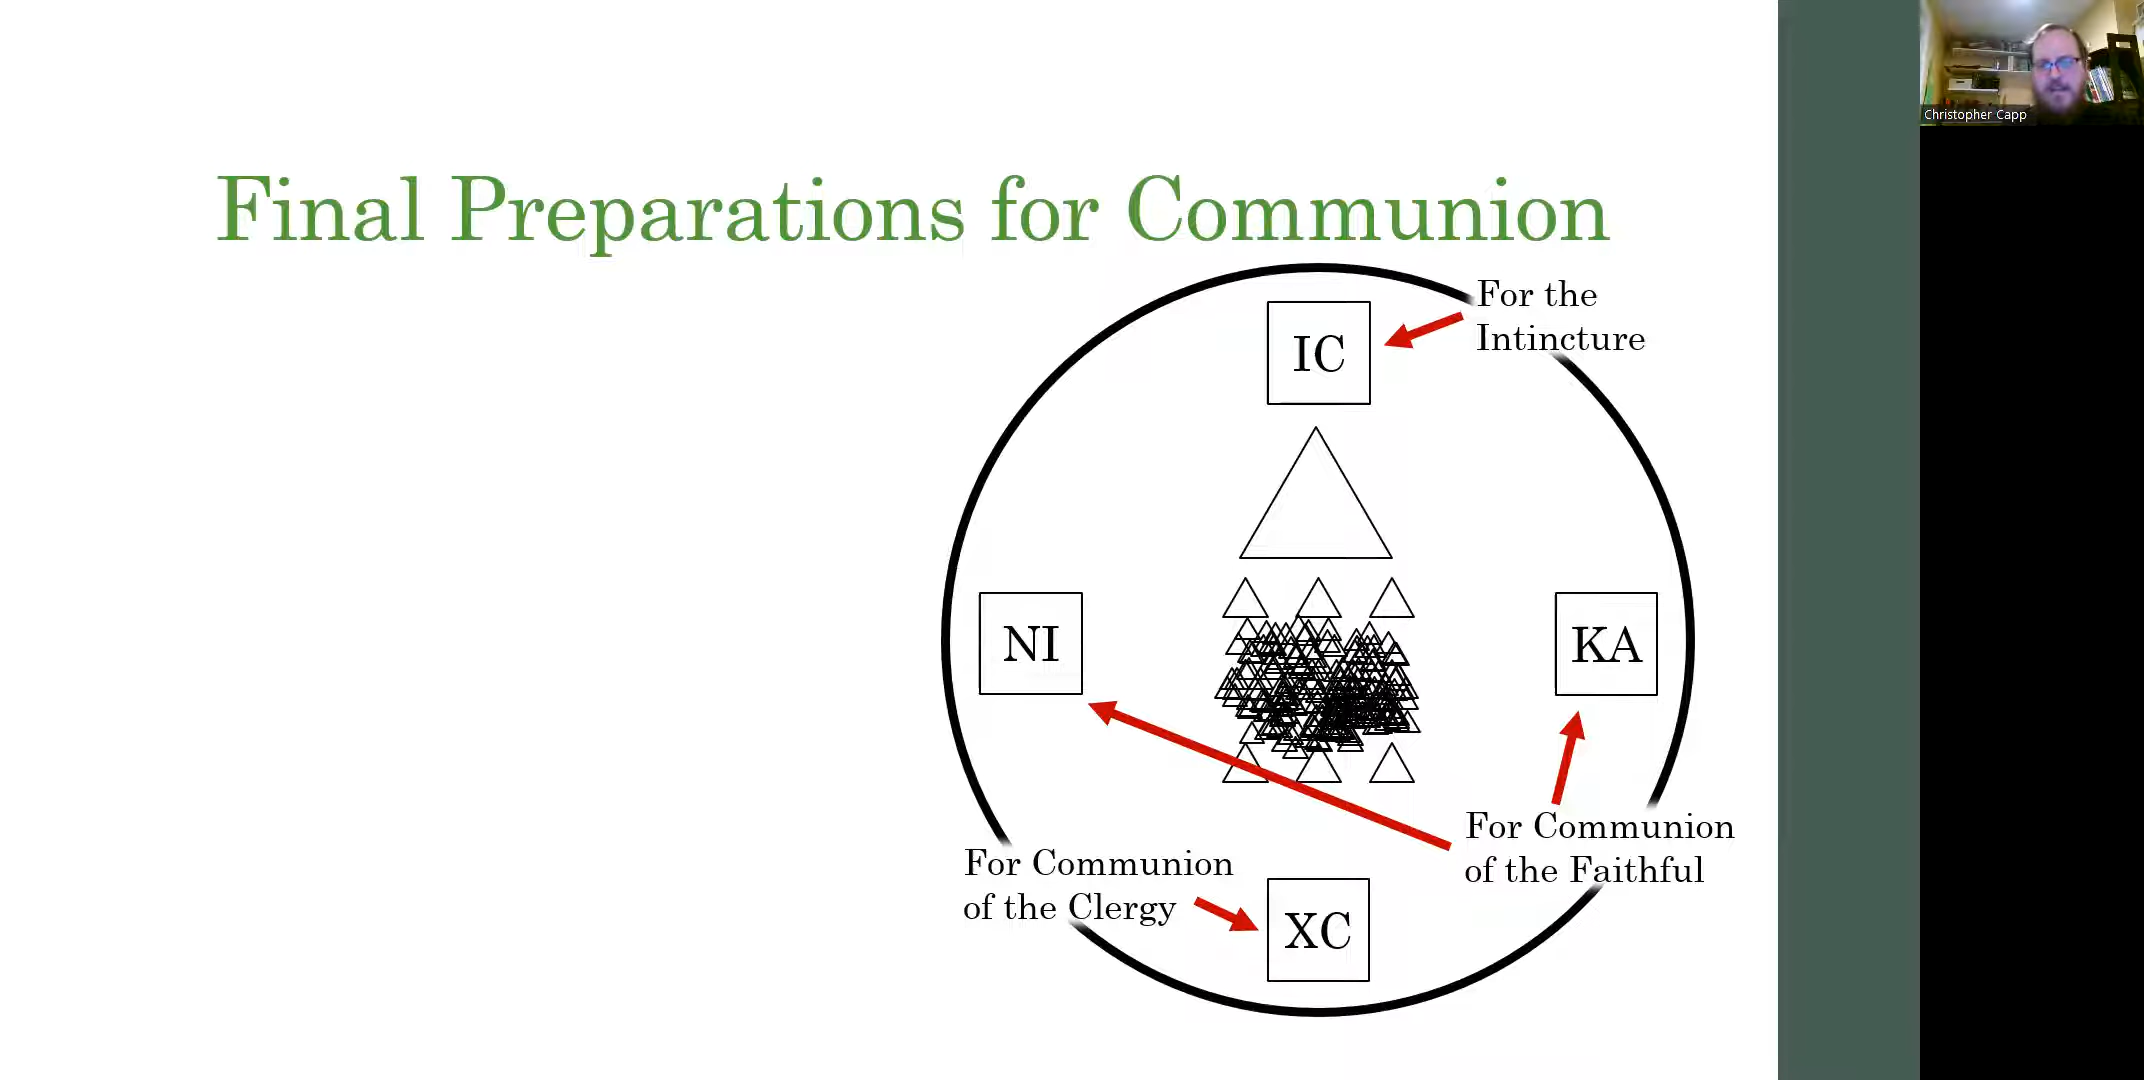 Final Preparations for Communion
For the
Intincture
IC
NI
KA
For Communion
of the Faithful
For Communion
of the Clergy
XC
Christopher Capp